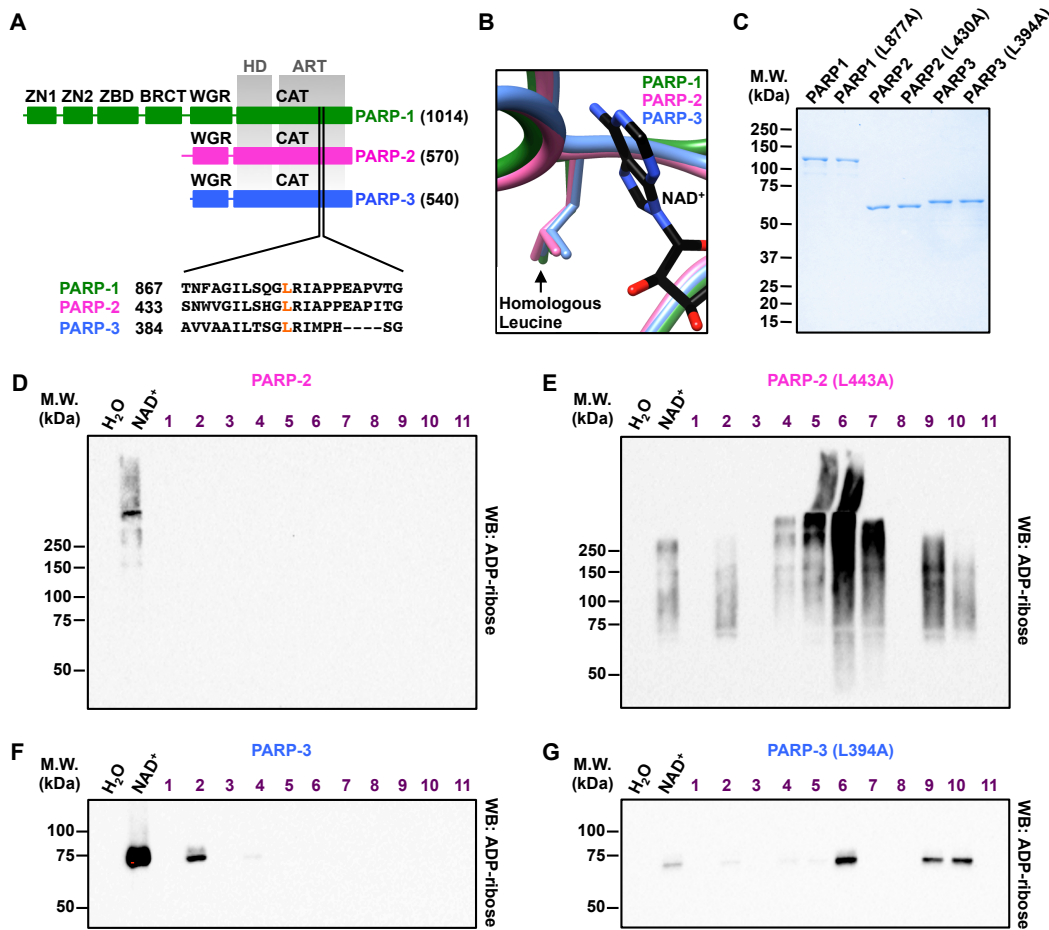 A
HD ART
ZN1 ZN2 ZBD BRCT WGR CAT
PARP-1 (1014)
WGR CAT
PARP-2 (570)
WGR CAT
PARP-3 (540)
PARP-1 867 TNFAGILSQGLRIAPPEAPVTG
PARP-2 433 SNWVGILSHGLRIAPPEAPITG
PARP-3 384 AVVAAILTSGLRIMPH----SG
B
PARP-1
PARP-2
PARP-3
NAD+
Homologous
Leucine
C
M.W.
(kDa)
PARP1
PARP1 (L877A)
PARP2
PARP2 (L430A)
PARP3
PARP3 (L394A)
250
150
100
75
50
37
25
20
15
D
PARP-2
M.W.
(kDa)
H2O NAD+ 1 2 3 4 5 6 7 8 9 10 11
250
150
100
75
50
WB: ADP-ribose
E
PARP-2 (L443A)
M.W.
(kDa)
H2O NAD+ 1 2 3 4 5 6 7 8 9 10 11
250
150
100
75
50
WB: ADP-ribose
F
PARP-3
M.W.
(kDa)
H2O NAD+ 1 2 3 4 5 6 7 8 9 10 11
100
75
50
WB: ADP-ribose
G
PARP-3 (L394A)
M.W.
(kDa)
H2O NAD+ 1 2 3 4 5 6 7 8 9 10 11
100
75
50
WB: ADP-ribose